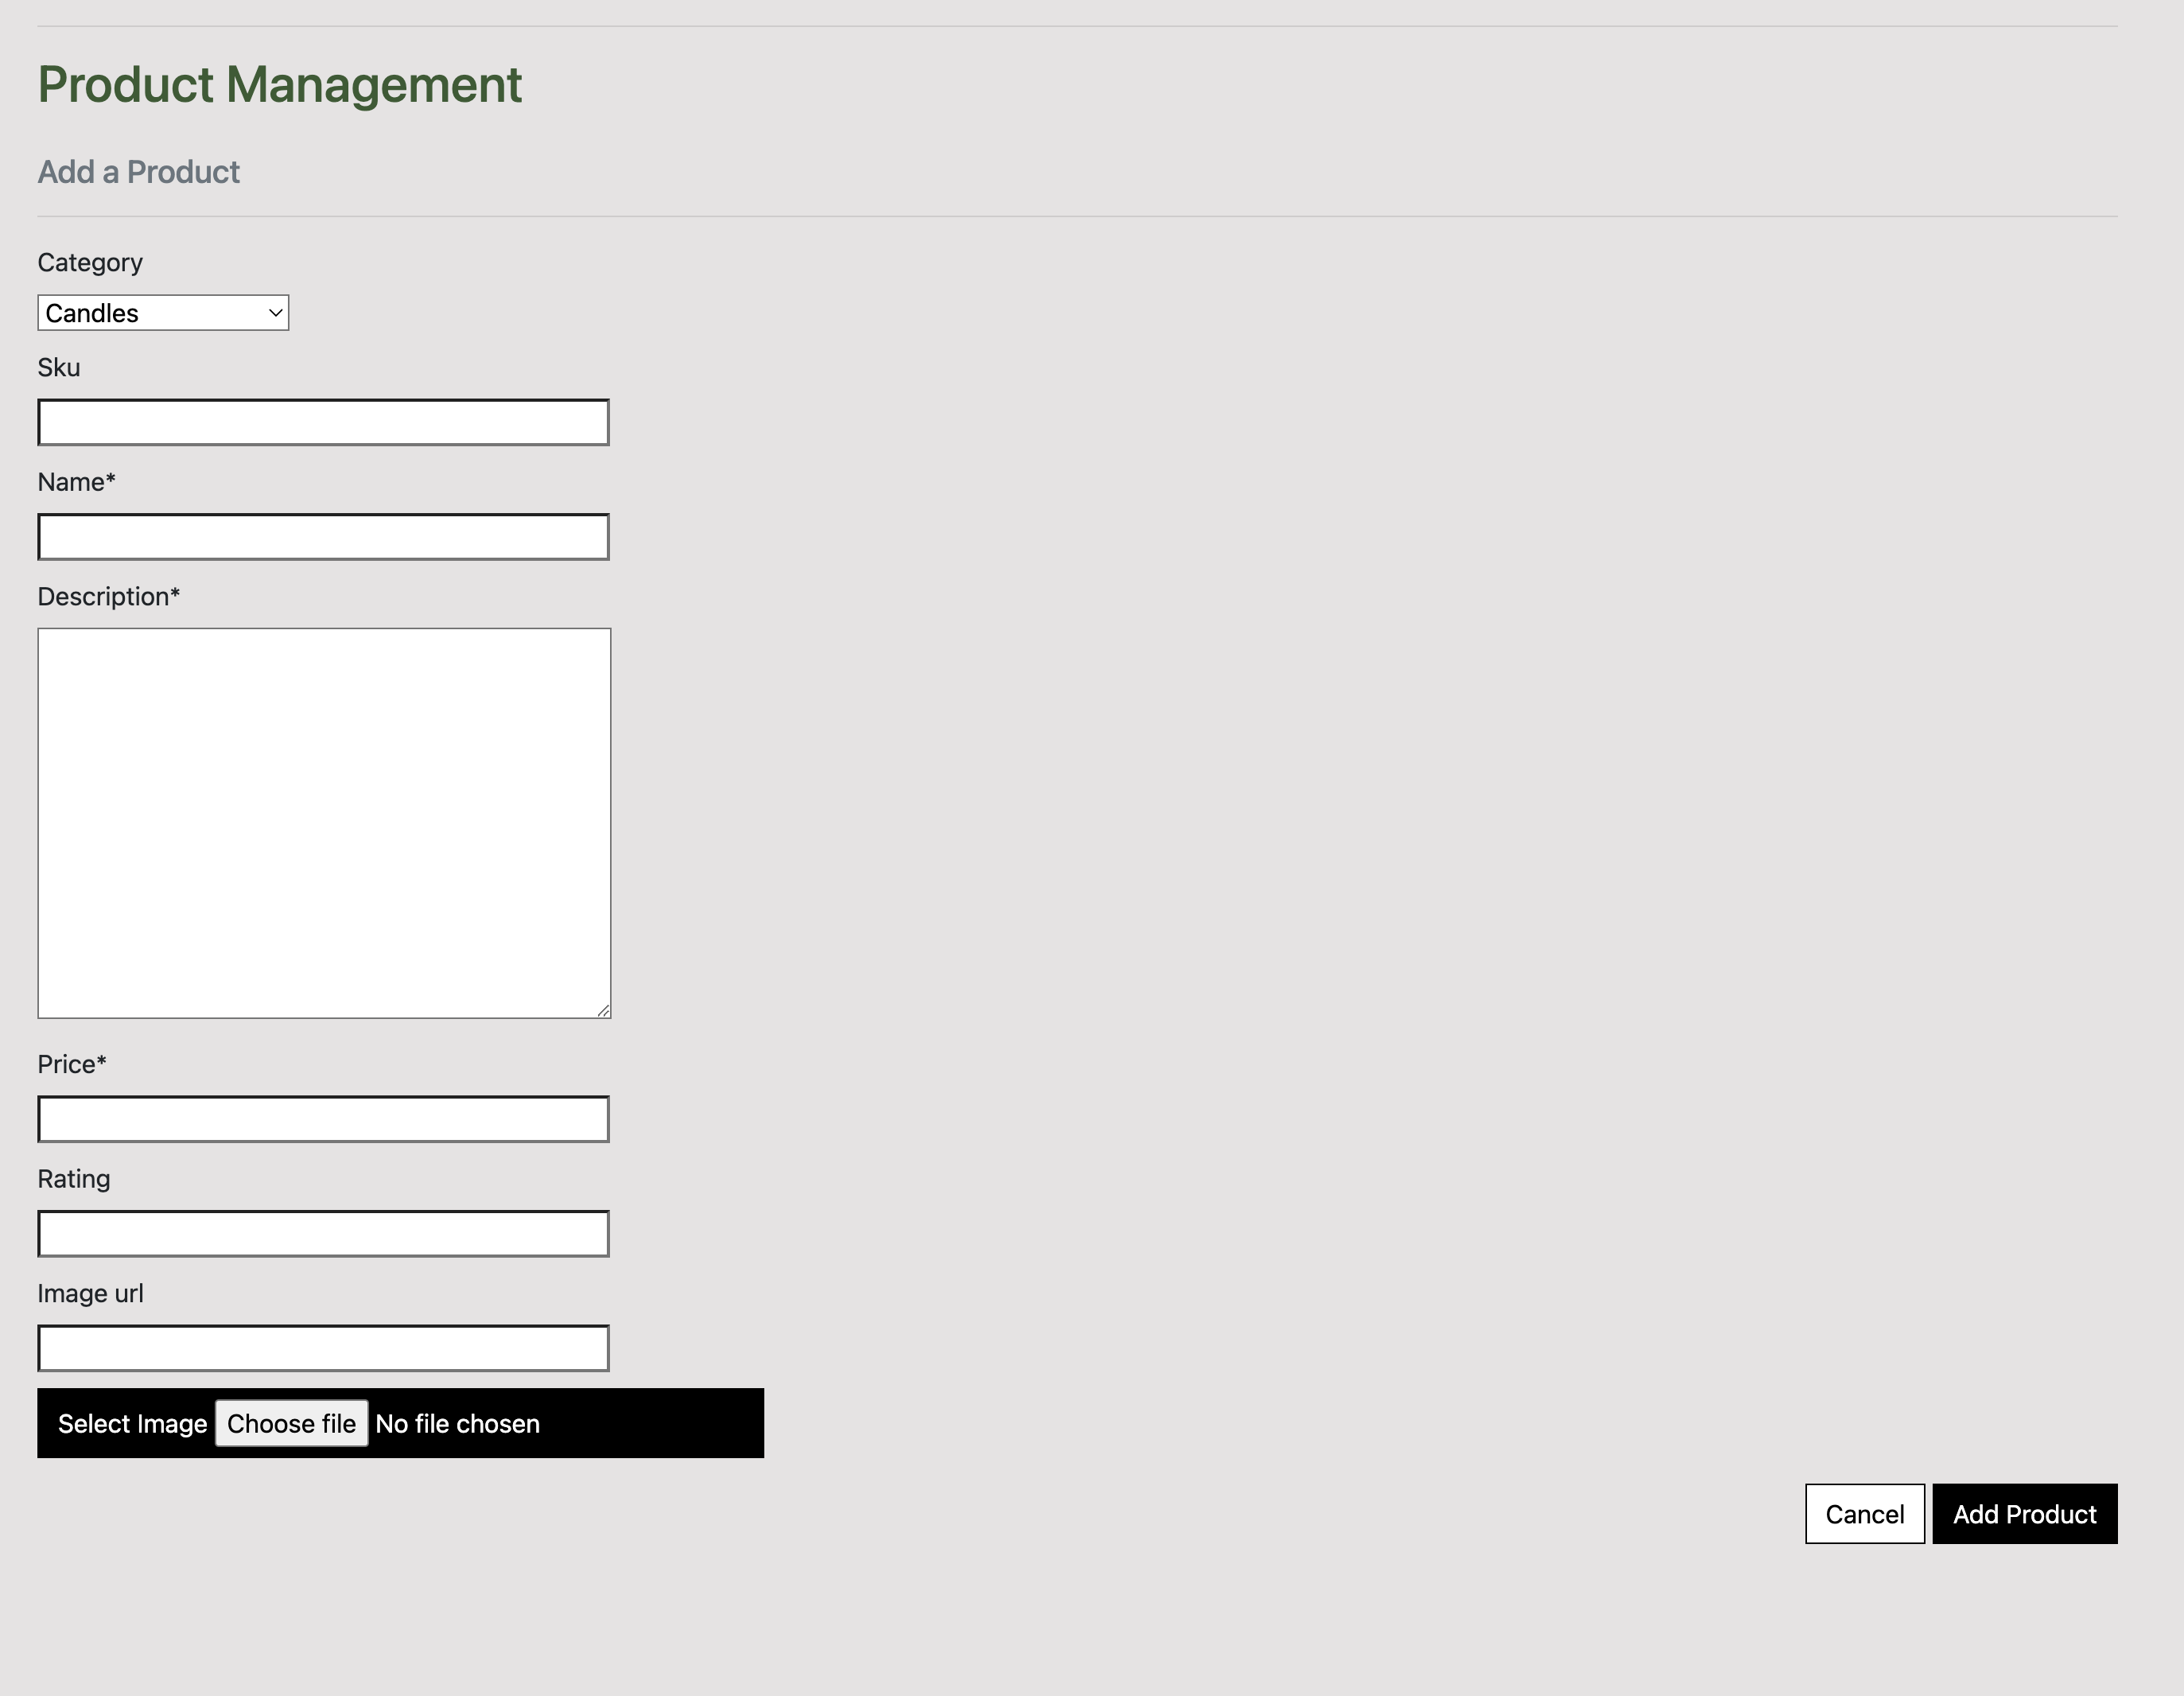 Product Management
Add a Product
Category
Candles
Sku
Name*
Description*
Price*
Rating
Image url
Select Image Choose file No file chosen
Cancel Add Product